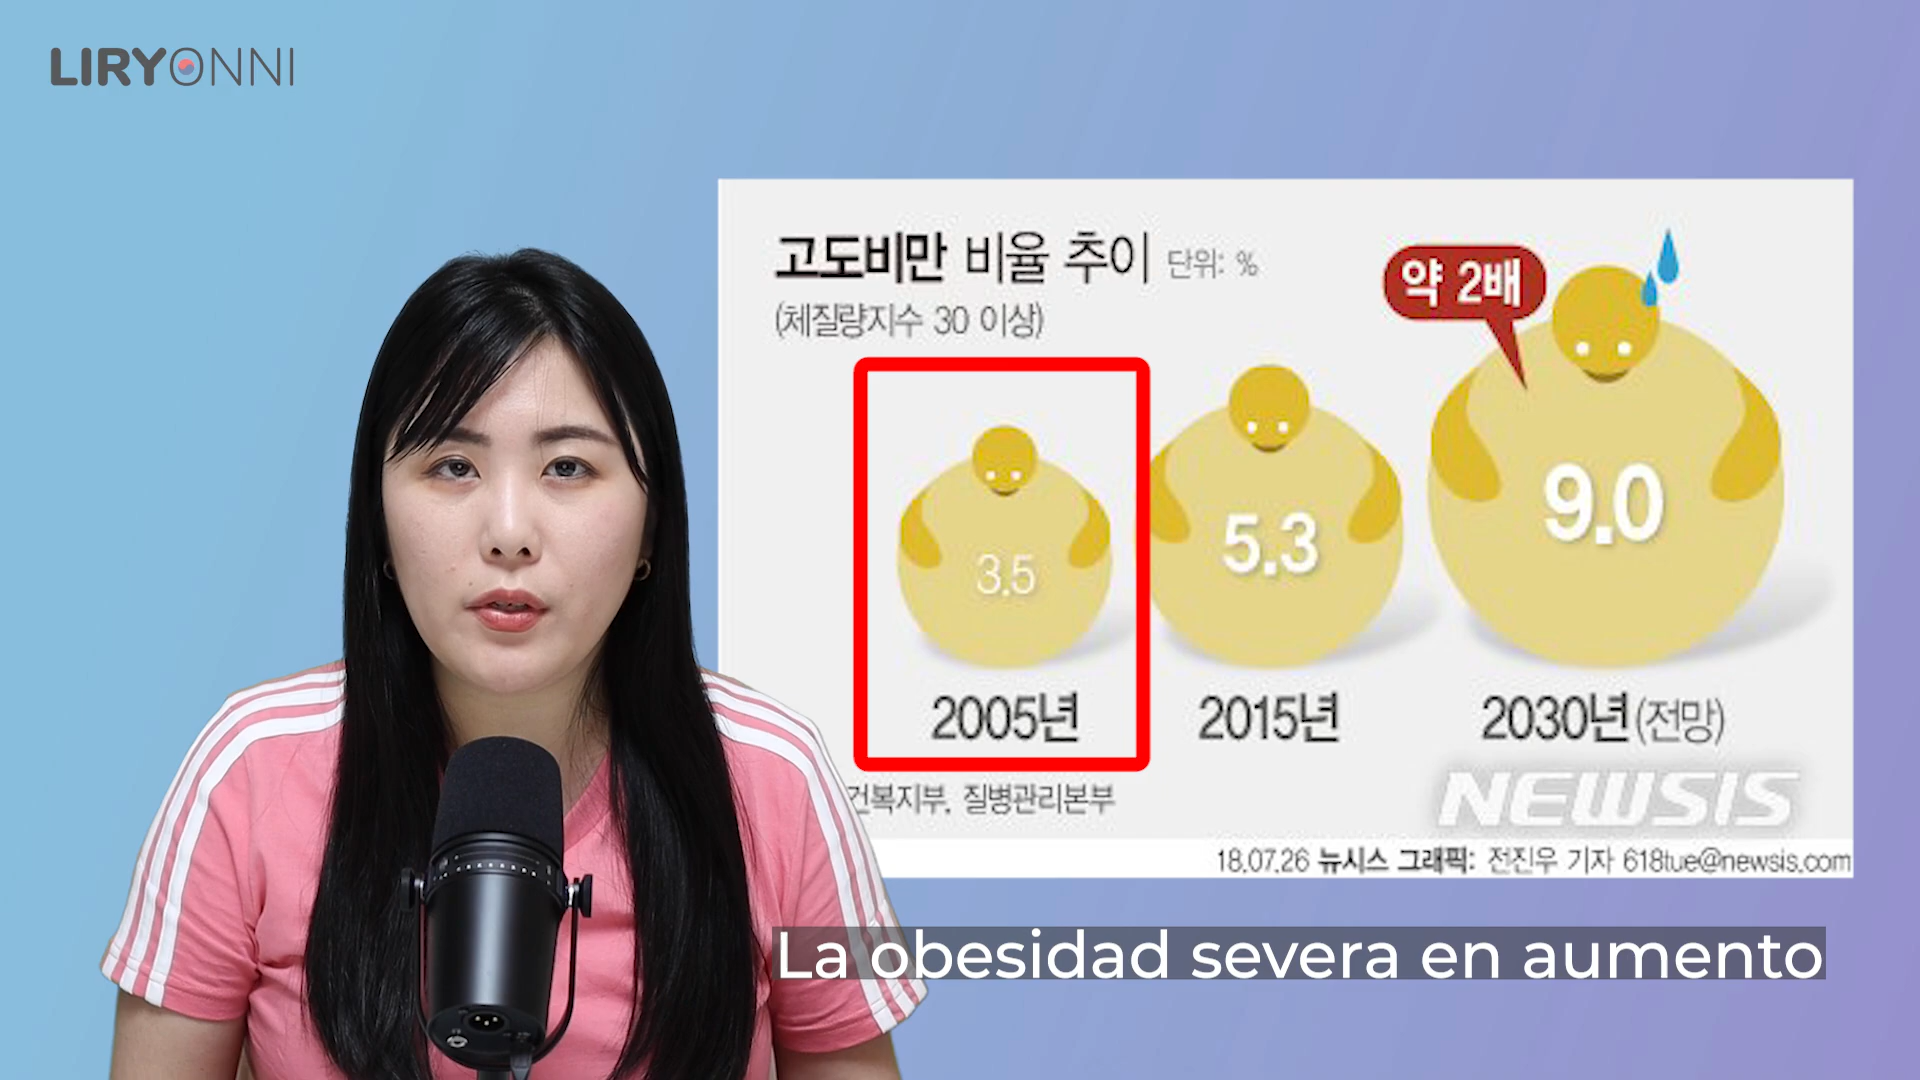 LIRYONNI
고도비만 비율 추이 단위: %
(체질량지수 30 이상)
약 2배
3.5
5.3
9.0
2005년
2015년
2030년(전망)
건복지부, 질병관리본부
NEWSIS
18.07.26 뉴시스 그래픽: 전진우 기자 618tue@newsis.com
La obesidad severa en aumento